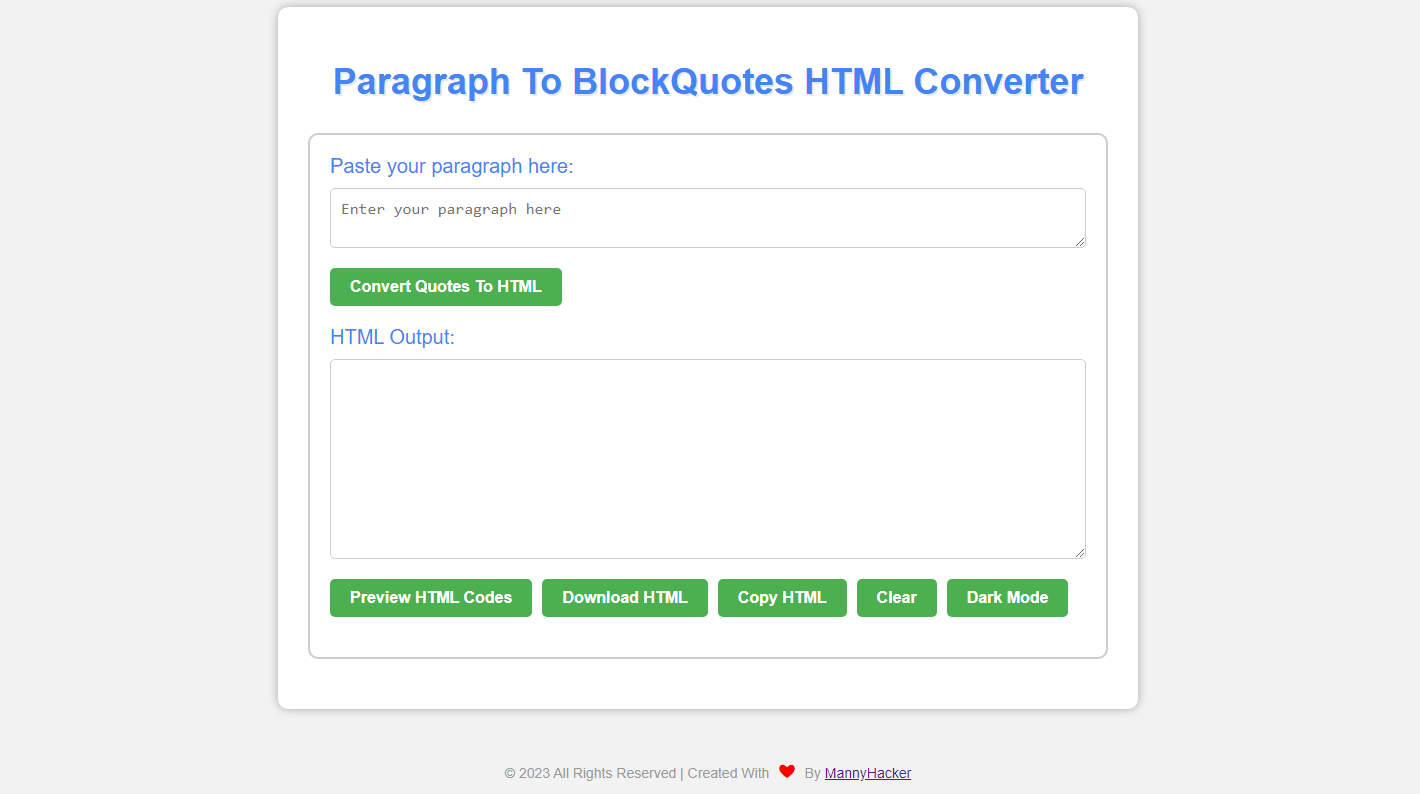 Paragraph To BlockQuotes HTML Converter
Paste your paragraph here:
Enter your paragraph here
Convert Quotes To HTML
HTML Output:
Preview HTML Codes Download HTML Copy HTML Clear Dark Mode
© 2023 All Rights Reserved | Created With ❤ By MannyHacker